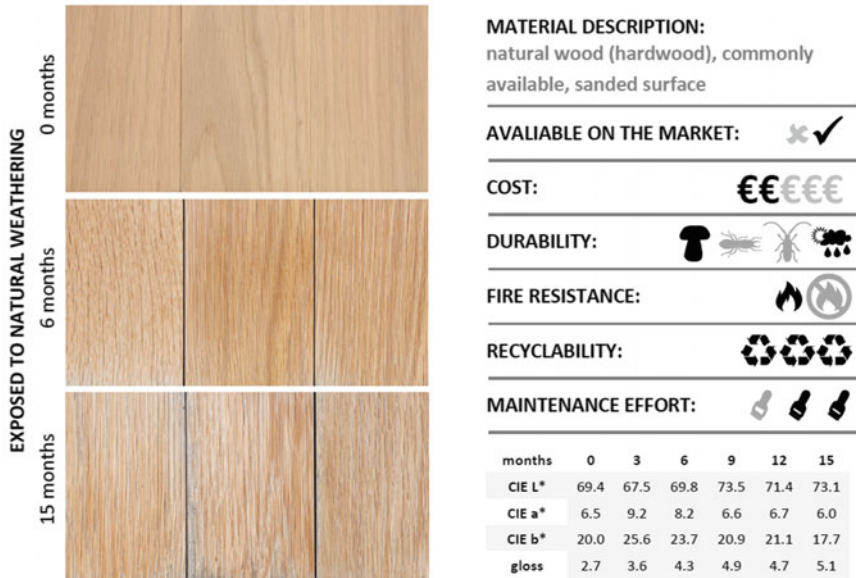 EXPOSED TO NATURAL WEATHERING
0 months
6 months
15 months
MATERIAL DESCRIPTION:
natural wood (hardwood), commonly
available, sanded surface
AVALIABLE ON THE MARKET:
COST: €€€€€
DURABILITY:
FIRE RESISTANCE:
RECYCLABILITY:
MAINTENANCE EFFORT:
months 0 3 6 9 12 15
CIE L* 69.4 67.5 69.8 73.5 71.4 73.1
CIE a* 6.5 9.2 8.2 6.6 6.7 6.0
CIE b* 20.0 25.6 23.7 20.9 21.1 17.7
gloss 2.7 3.6 4.3 4.9 4.7 5.1